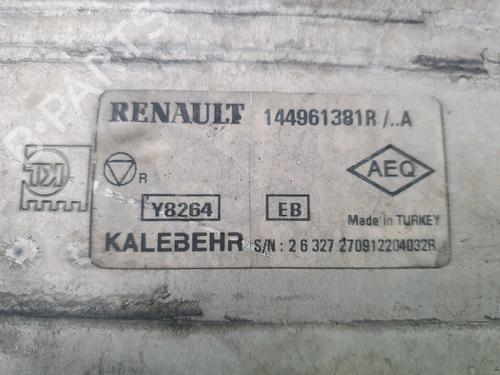 RENAULT 144961381R /..A
R
AEQ
Y8264 EB
Made in TURKEY
KALEBEHR S/N : 2 6 327 270912204032R